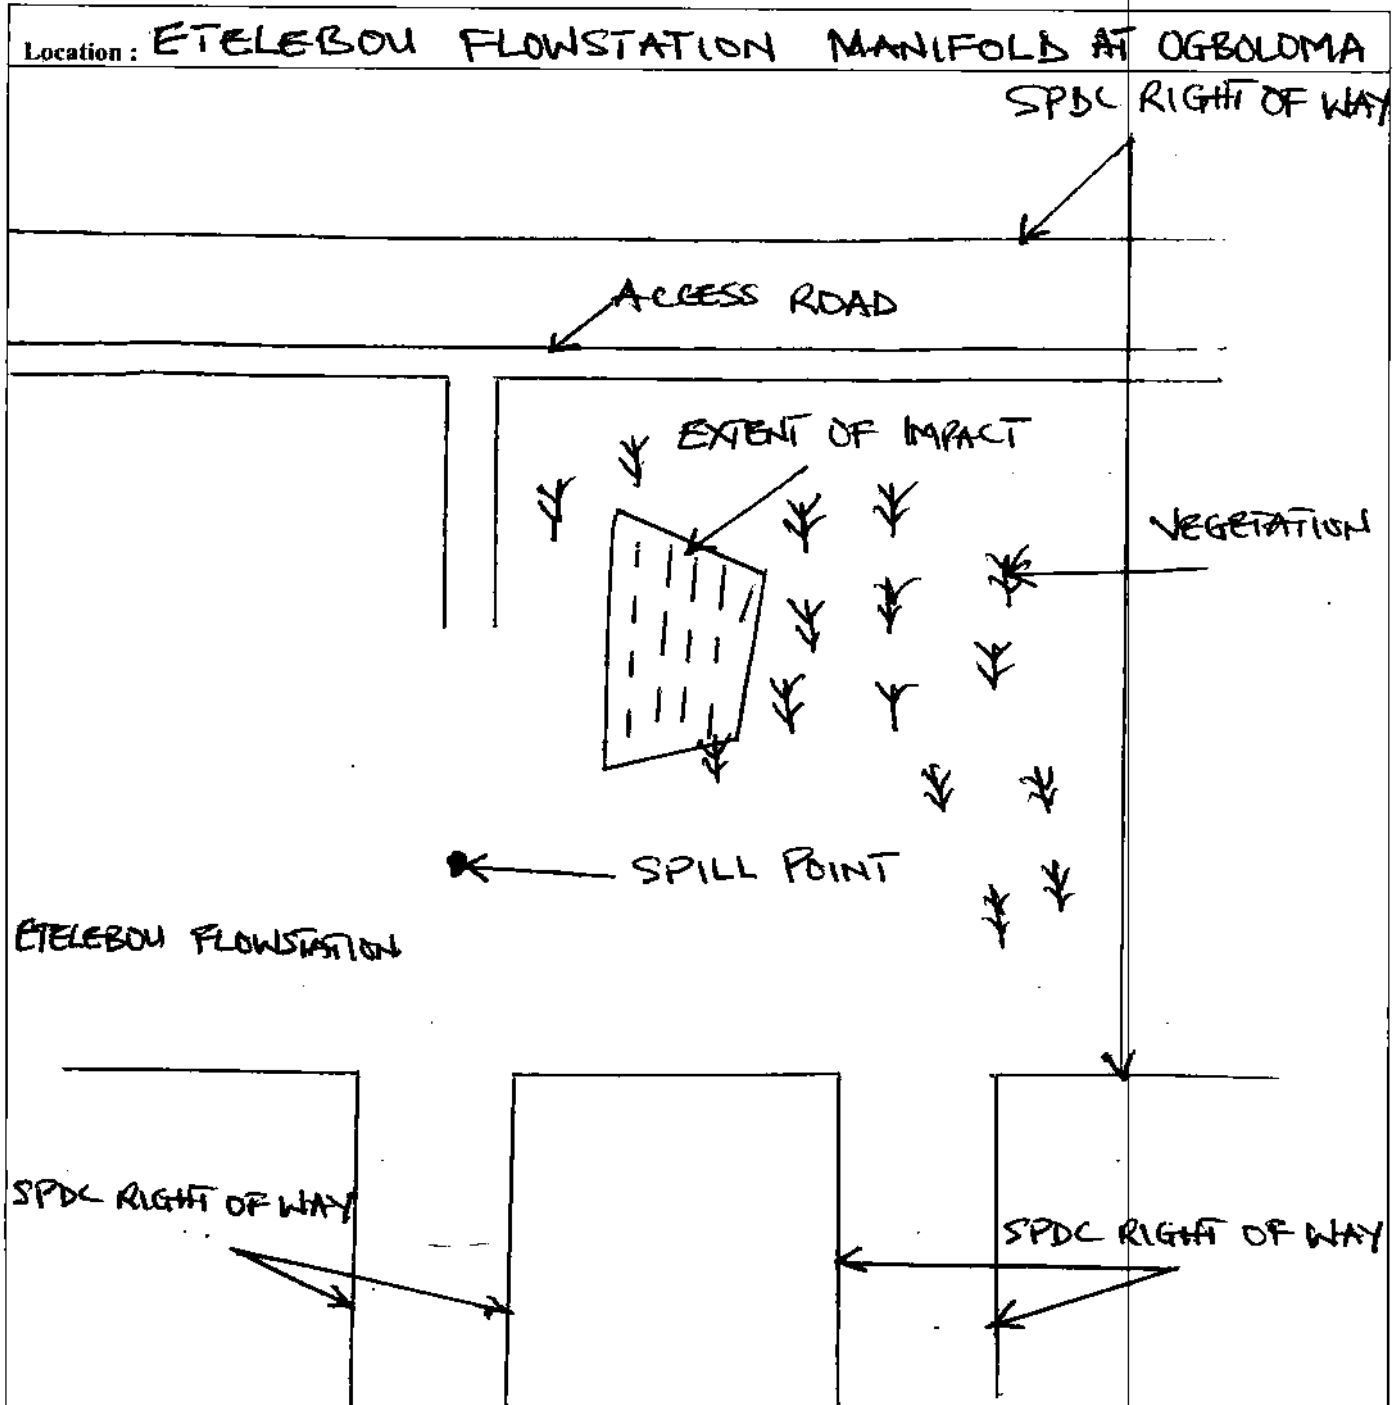 Location : ETELEBOU FLOWSTATION MANIFOLD AT OGBOLOMA
SPDC RIGHT OF WAY
ACCESS ROAD
EXTENT OF IMPACT
VEGETATION
SPILL POINT
ETELEBOU FLOWSTATION
SPDC RIGHT OF WAY
SPDC RIGHT OF WAY